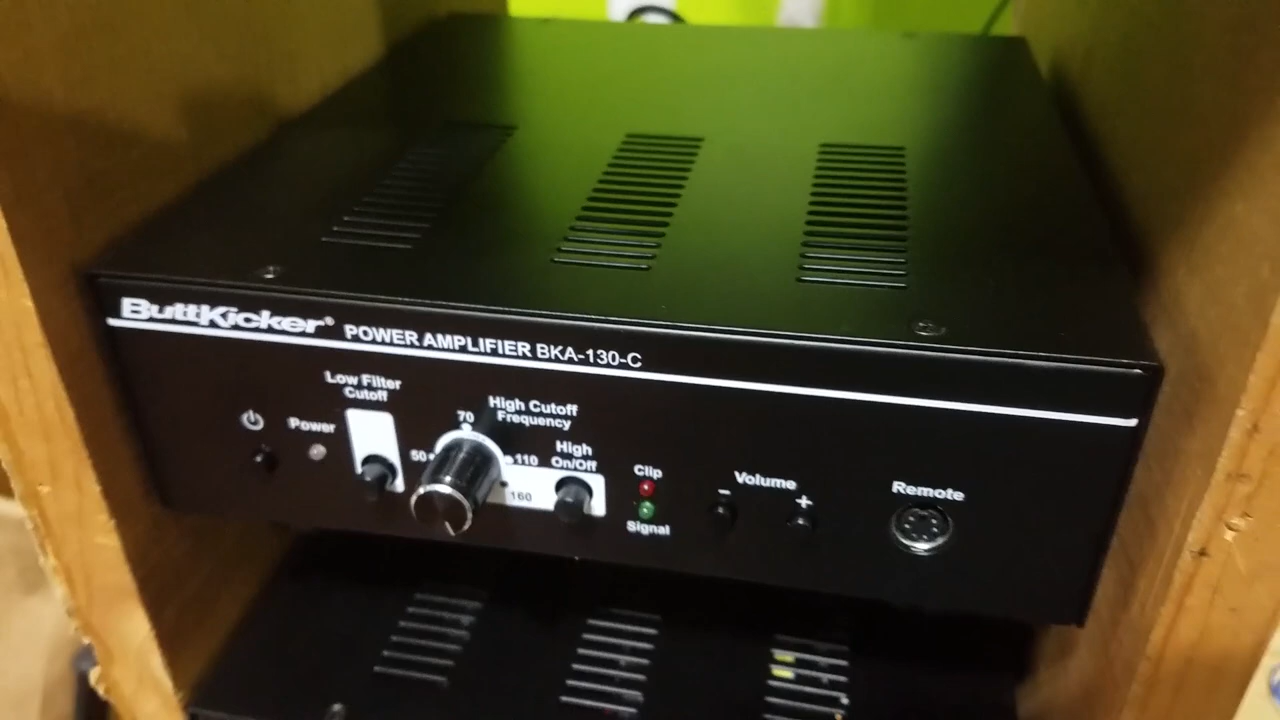 ButtKicker® POWER AMPLIFIER BKA-130-C
Low Filter
Cutoff
Power
70
High Cutoff
Frequency
50
110
160
High
On/Off
Clip
Signal
Volume
- +
Remote